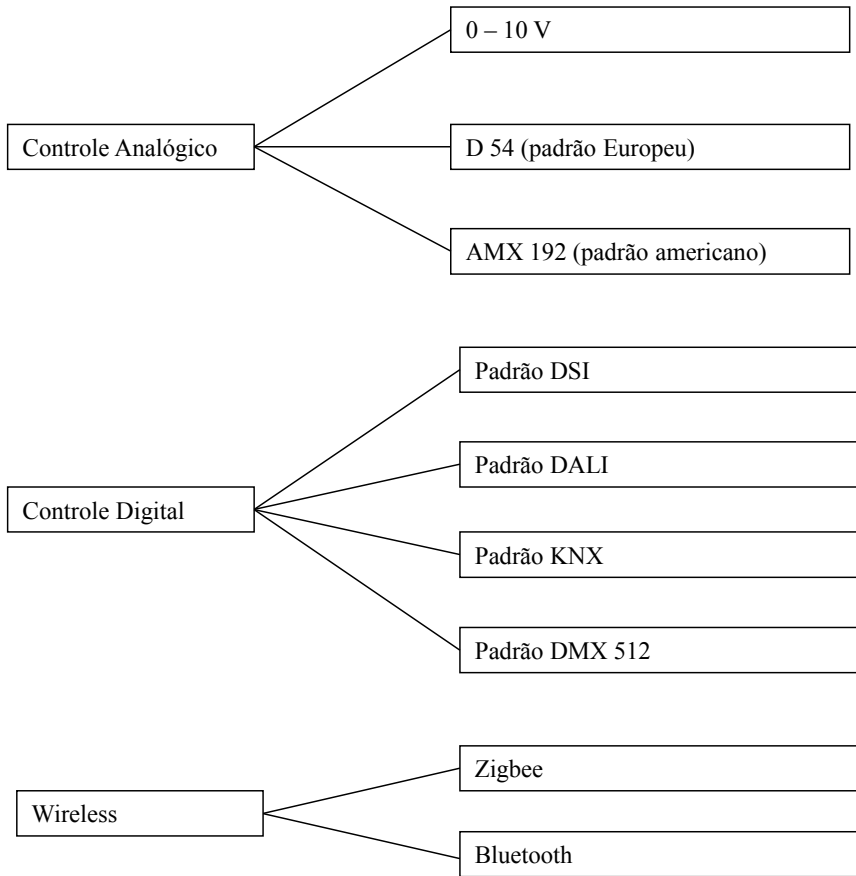 Controle Analógico
0 – 10 V
D 54 (padrão Europeu)
AMX 192 (padrão americano)
Controle Digital
Padrão DSI
Padrão DALI
Padrão KNX
Padrão DMX 512
Wireless
Zigbee
Bluetooth